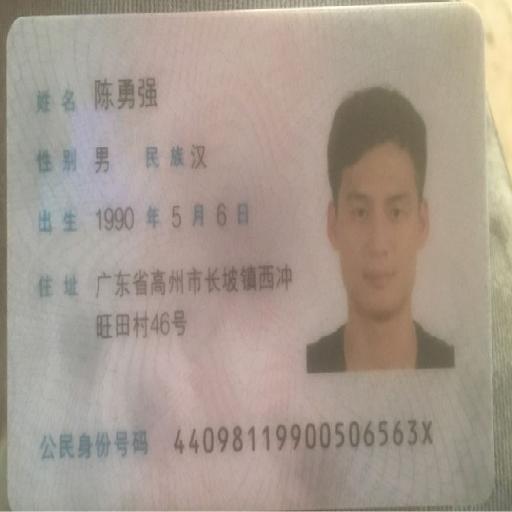 姓名 陈勇强
性别 男 民族 汉
出生 1990 年 5 月 6 日
住址 广东省高州市长坡镇西冲
旺田村46号
公民身份号码 44098119900506563X